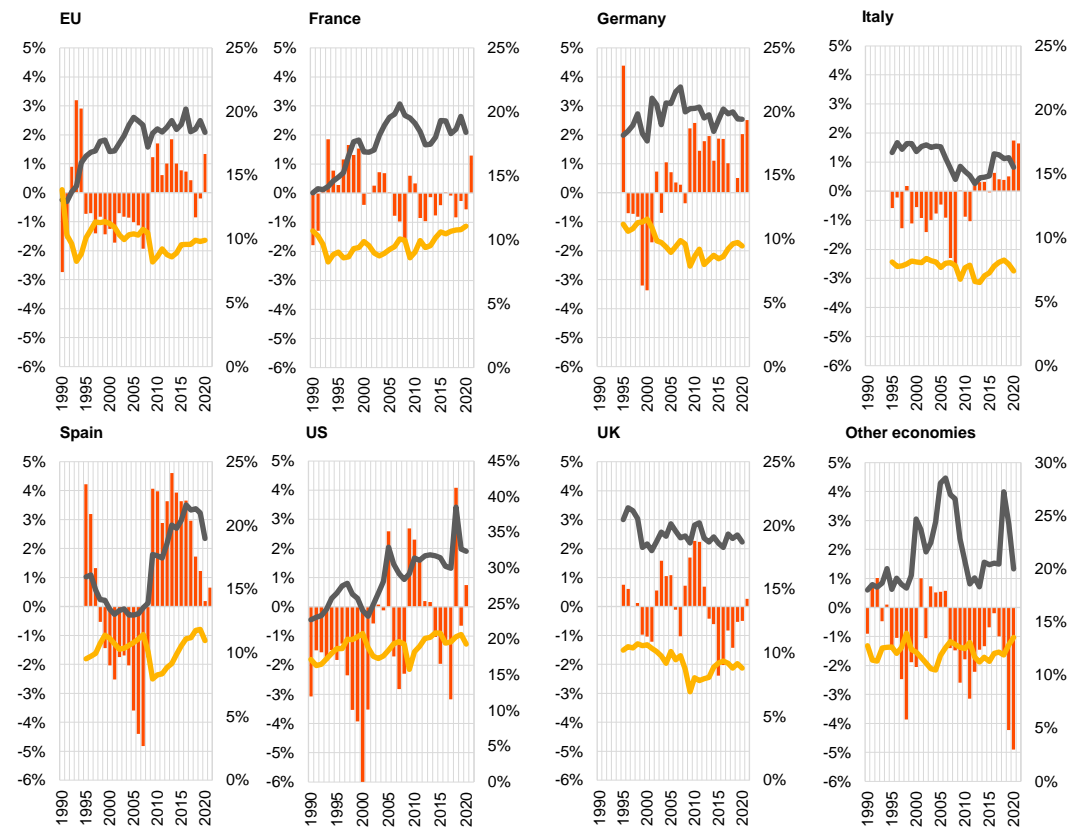 EU
France
Germany
Italy
5% 25% 5% 25% 5% 25% 5% 25%
4% 4% 4% 4%
3% 20% 3% 20% 3% 20% 3% 20%
2% 2% 2% 2%
1% 15% 1% 15% 1% 15% 1% 15%
0% 0% 0% 0%
-1% 10% -1% 10% -1% 10% -1% 10%
-2% -2% -2% -2%
-3% 5% -3% 5% -3% 5% -3% 5%
-4% -4% -4% -4%
-5% -5% -5% -5%
-6% 0% -6% 0% -6% 0% -6% 0%
1990 1995 2000 2005 2010 2015 2020
1990 1995 2000 2005 2010 2015 2020
1990 1995 2000 2005 2010 2015 2020
1990 1995 2000 2005 2010 2015 2020
Spain
US
UK
Other economies
5% 25% 5% 45% 5% 25% 5% 30%
4% 4% 40% 4% 4%
3% 20% 3% 35% 3% 20% 3% 25%
2% 2% 30% 2% 2%
1% 15% 1% 1% 15% 1% 20%
0% 0% 25% 0% 0%
-1% 10% -1% 20% -1% 10% -1% 15%
-2% -2% 15% -2% -2% 10%
-3% 5% -3% 10% -3% 5% -3%
-4% -4% 5% -4% -4% 5%
-5% -5% -5% -5%
-6% 0% -6% 0% -6% 0% -6% 0%
1990 1995 2000 2005 2010 2015 2020
1990 1995 2000 2005 2010 2015 2020
1990 1995 2000 2005 2010 2015 2020
1990 1995 2000 2005 2010 2015 2020